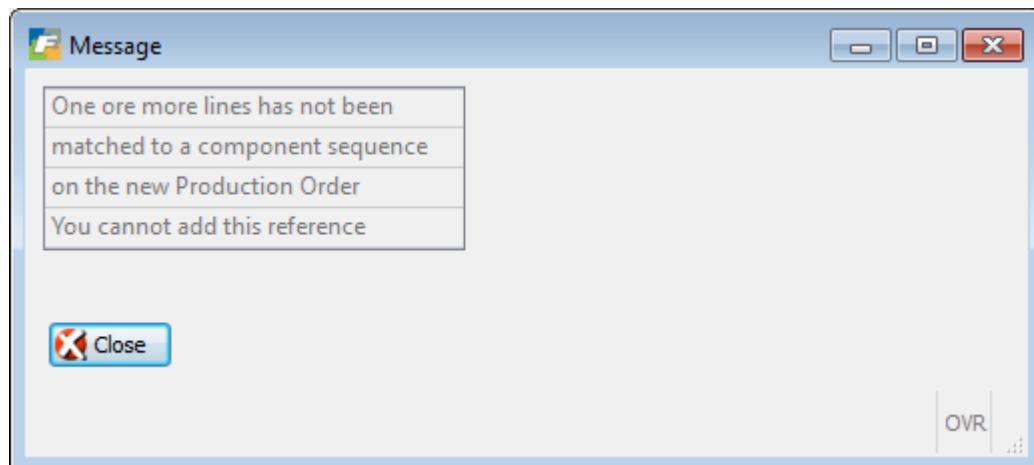 Message
One ore more lines has not been
matched to a component sequence
on the new Production Order
You cannot add this reference
Close
OVR